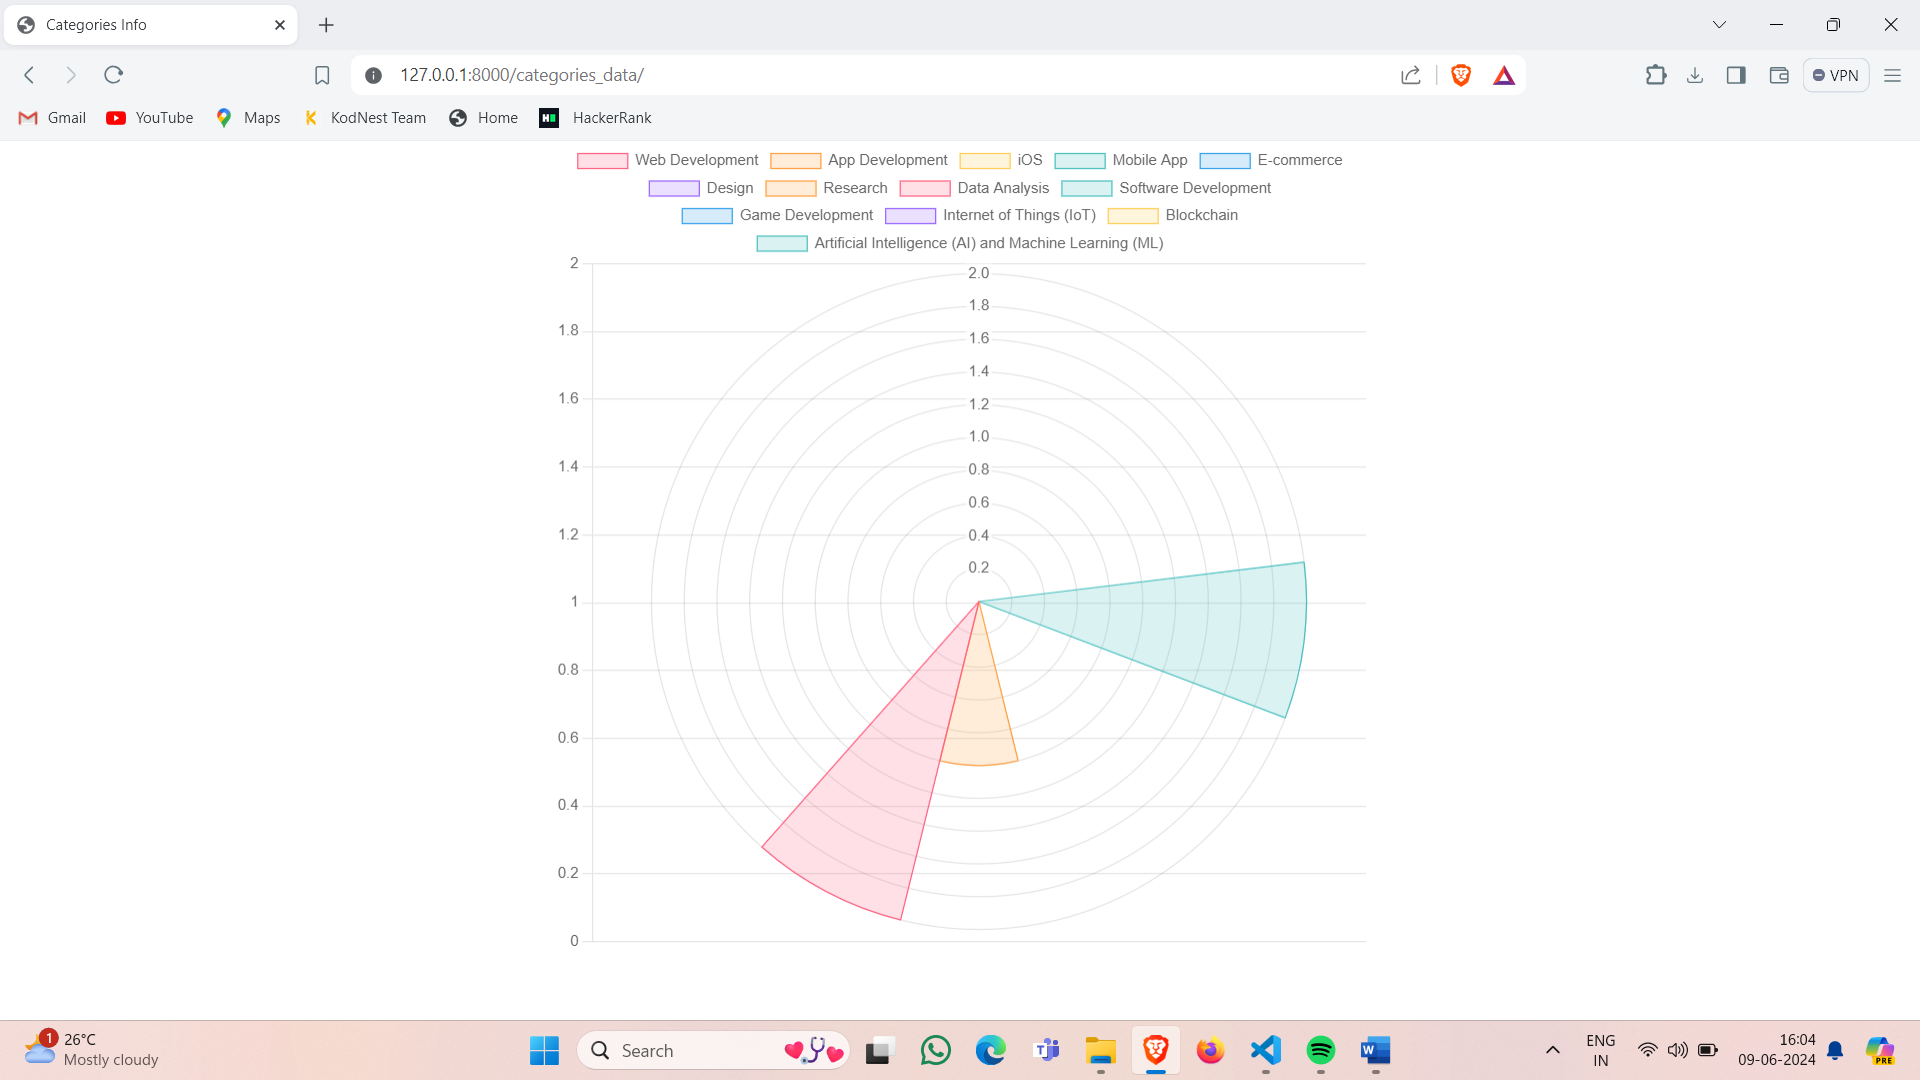 Categories Info
127.0.0.1:8000/categories_data/
VPN
Gmail YouTube Maps KodNest Team Home HackerRank
Web Development App Development iOS Mobile App E-commerce
Design Research Data Analysis Software Development
Game Development Internet of Things (IoT) Blockchain
Artificial Intelligence (AI) and Machine Learning (ML)
2
2.0
1.8
1.8
1.6
1.6
1.4
1.4
1.2
1.2
1.0
0.8
0.6
0.4
0.2
1
0.8
0.6
0.4
0.2
0
1
26°C
Mostly cloudy
Search
ENG
IN
16:04
09-06-2024
PRE